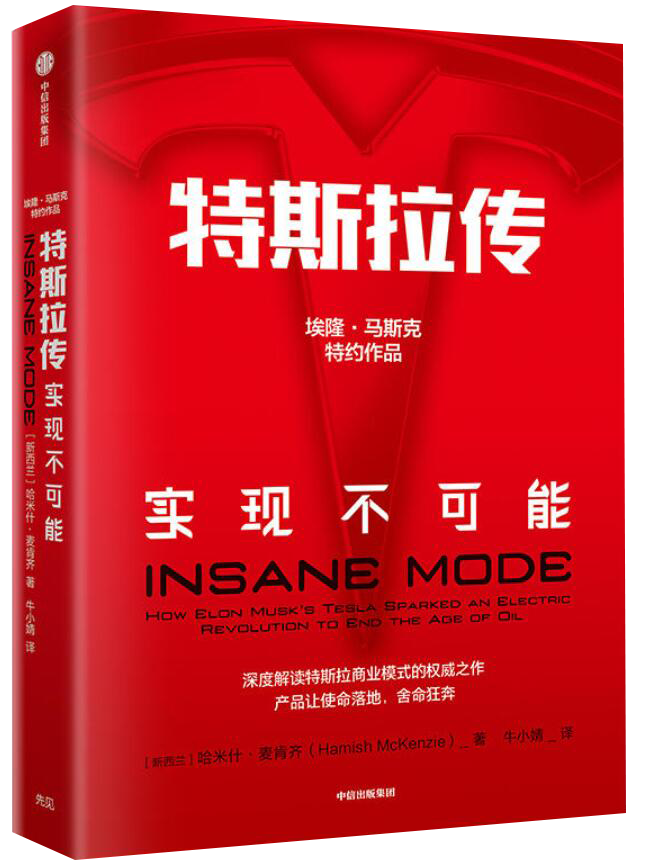 中信出版集团
埃隆·马斯克
特约作品
特斯拉传 实现不可能
INSANE MODE
[新西兰] 哈米什·麦肯齐 著 牛小婧 译
先见
特斯拉传
埃隆·马斯克
特约作品
实现不可能
INSANE MODE
HOW ELON MUSK'S TESLA SPARKED AN ELECTRIC
REVOLUTION TO END THE AGE OF OIL
深度解读特斯拉商业模式的权威之作
产品让使命落地，舍命狂奔
[新西兰] 哈米什·麦肯齐（Hamish McKenzie）_ 著 牛小婧 _ 译
中信出版集团